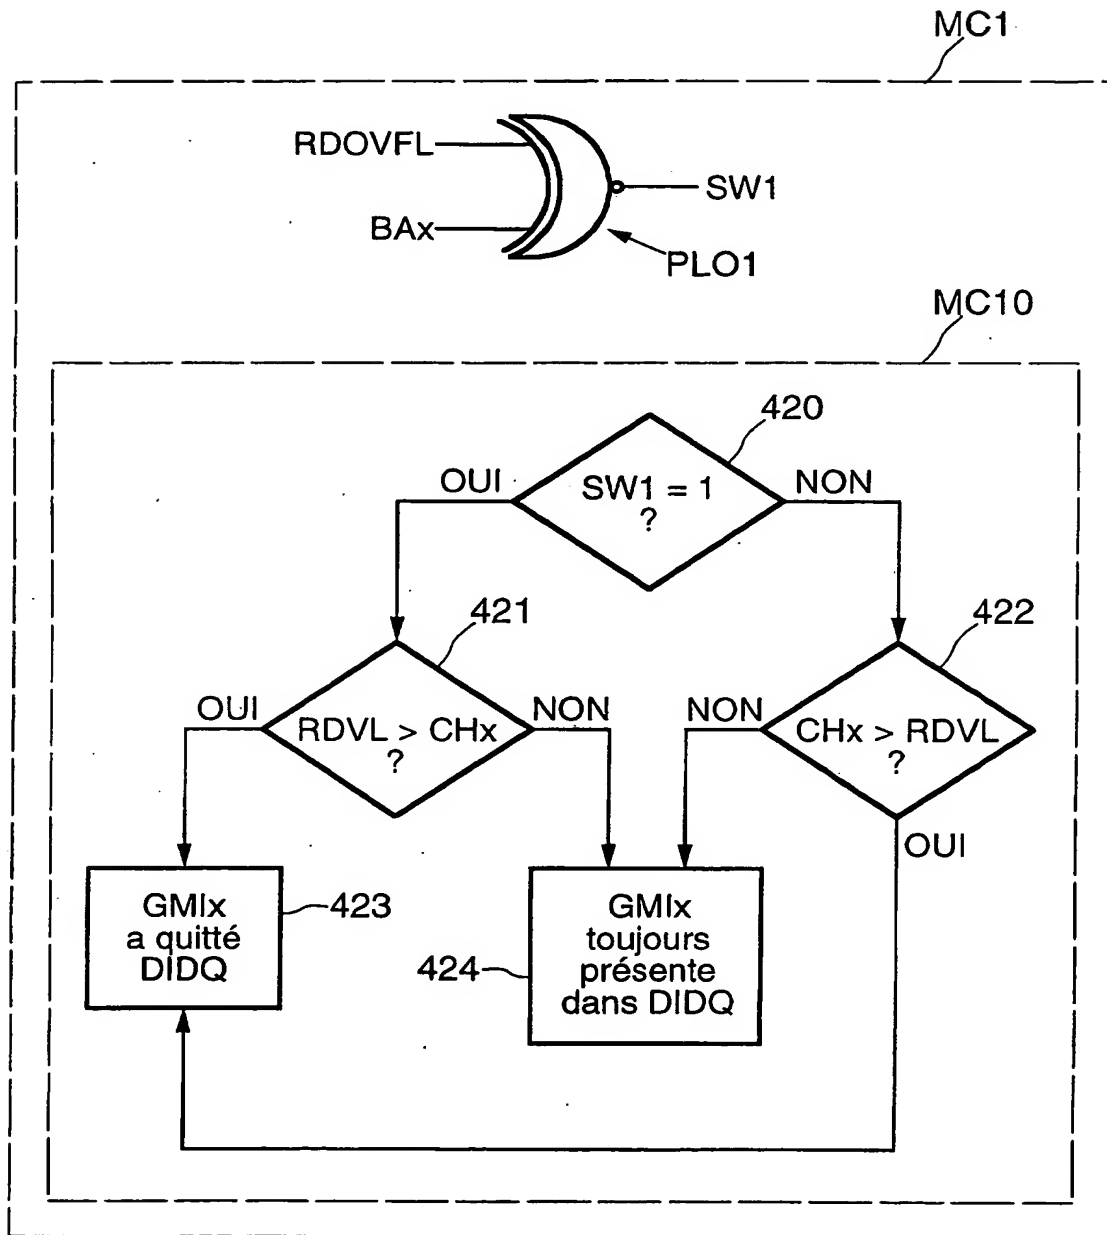 MC1
RDOVFL
SW1
BAx
PLO1
MC10
420
OUI
SW1 = 1
?
NON
421
422
OUI
RDVL > CHx
?
NON
NON
CHx > RDVL
?
OUI
GMIx
a quitté
DIDQ
423
424
GMIx
toujours
présente
dans DIDQ